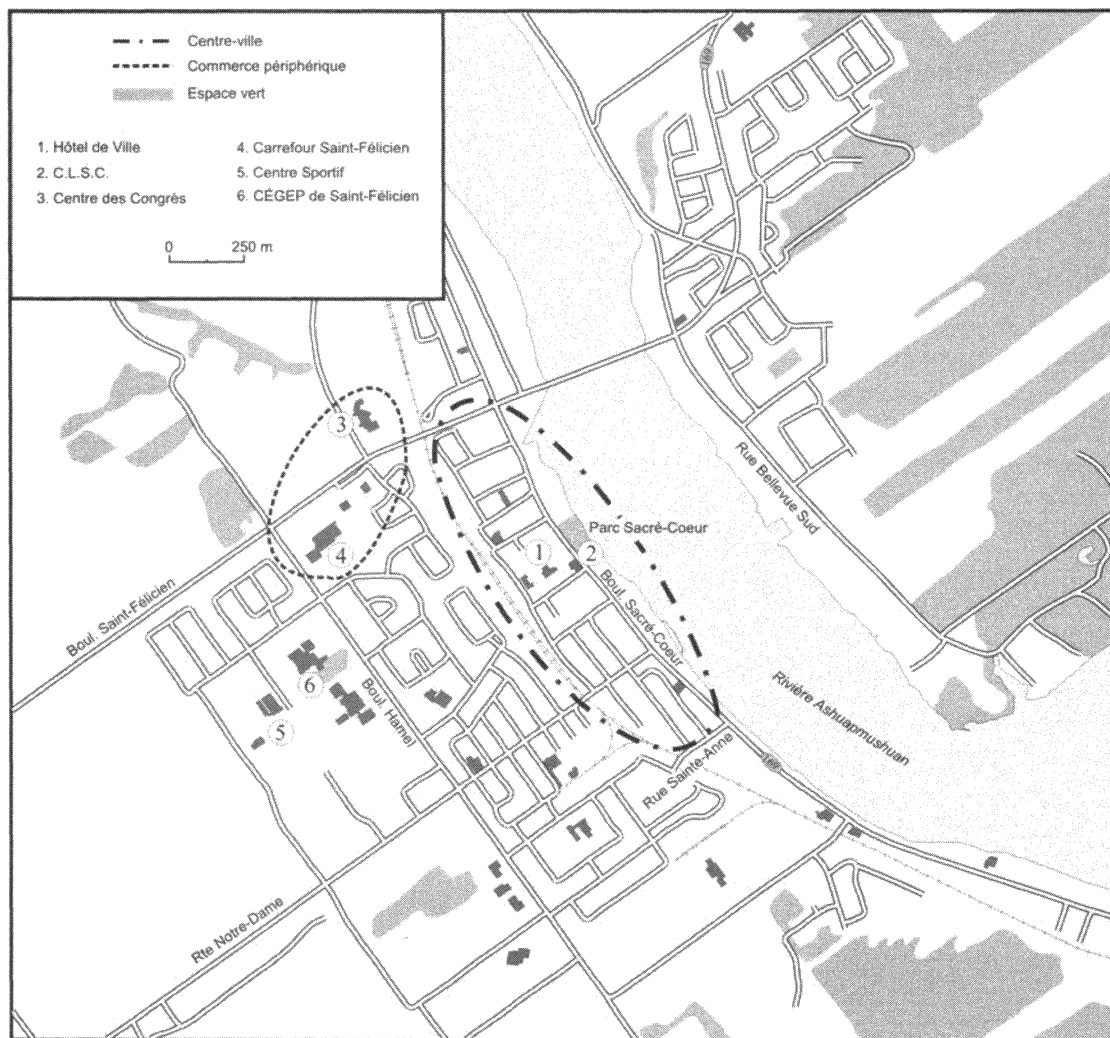 Centre-ville
Commerce périphérique
Espace vert
1. Hôtel de Ville
2. C.L.S.C.
3. Centre des Congrès
4. Carrefour Saint-Félicien
5. Centre Sportif
6. CÉGEP de Saint-Félicien
0 250 m
169
3
4
Boul. Saint-Félicien
1
2
Parc Sacré-Coeur
Boul. Sacré-Coeur
Rue Bellevue Sud
6
5
Boul. Hamel
Rivière Ashuapmushuan
Rue Sainte-Anne
169
Rte Notre-Dame